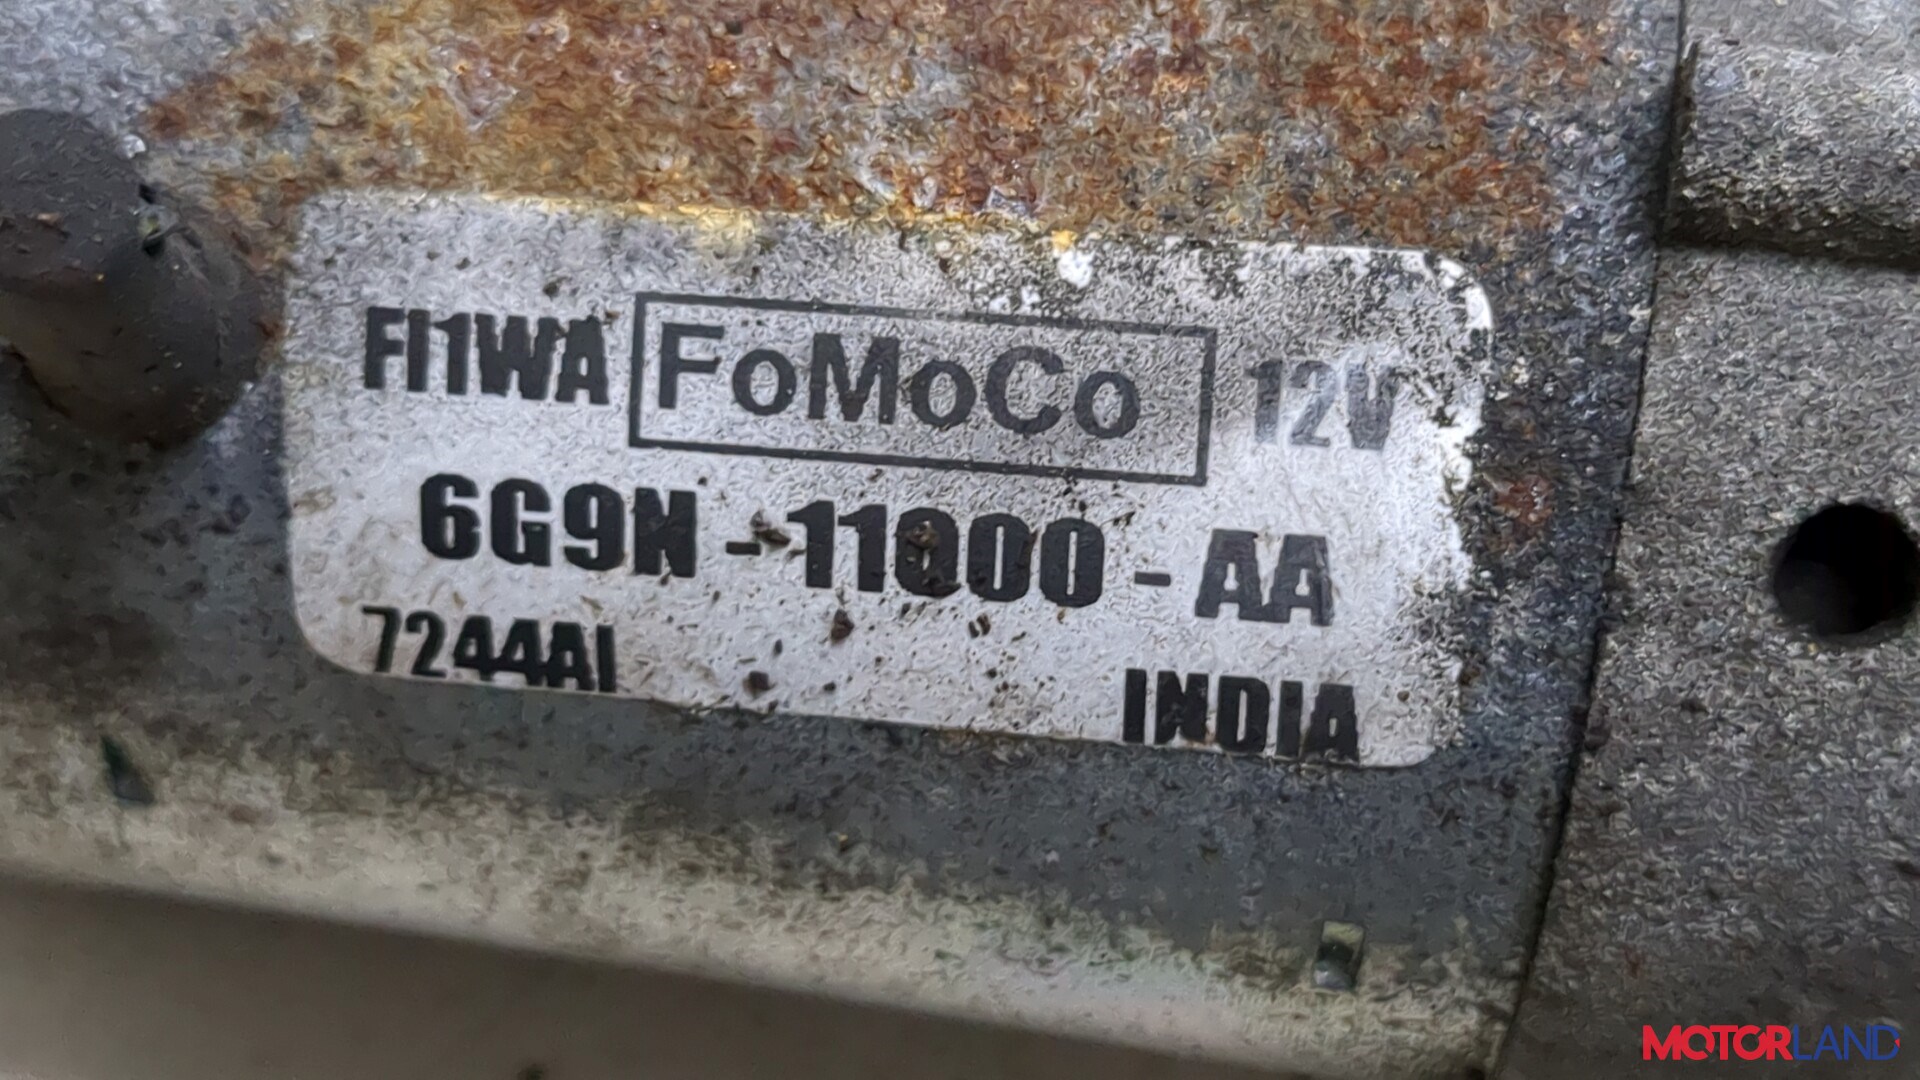 FI1WA FoMoCo 12V
6G9N-11000-AA
7244AI
INDIA
MOTORLAND